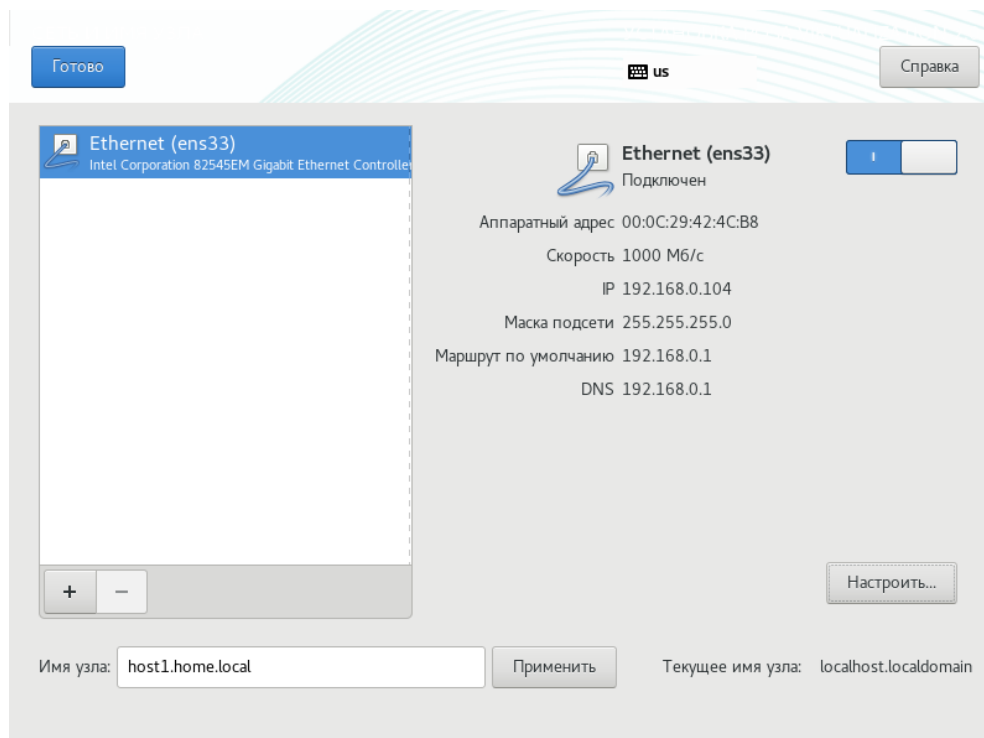 Готово
us
Справка
Ethernet (ens33)
Intel Corporation 82545EM Gigabit Ethernet Controlle
Ethernet (ens33)
Подключен
Аппаратный адрес 00:0C:29:42:4C:B8
Скорость 1000 Мб/с
IP 192.168.0.104
Маска подсети 255.255.255.0
Маршрут по умолчанию 192.168.0.1
DNS 192.168.0.1
Настроить...
Имя узла: host1.home.local Применить Текущее имя узла: localhost.localdomain